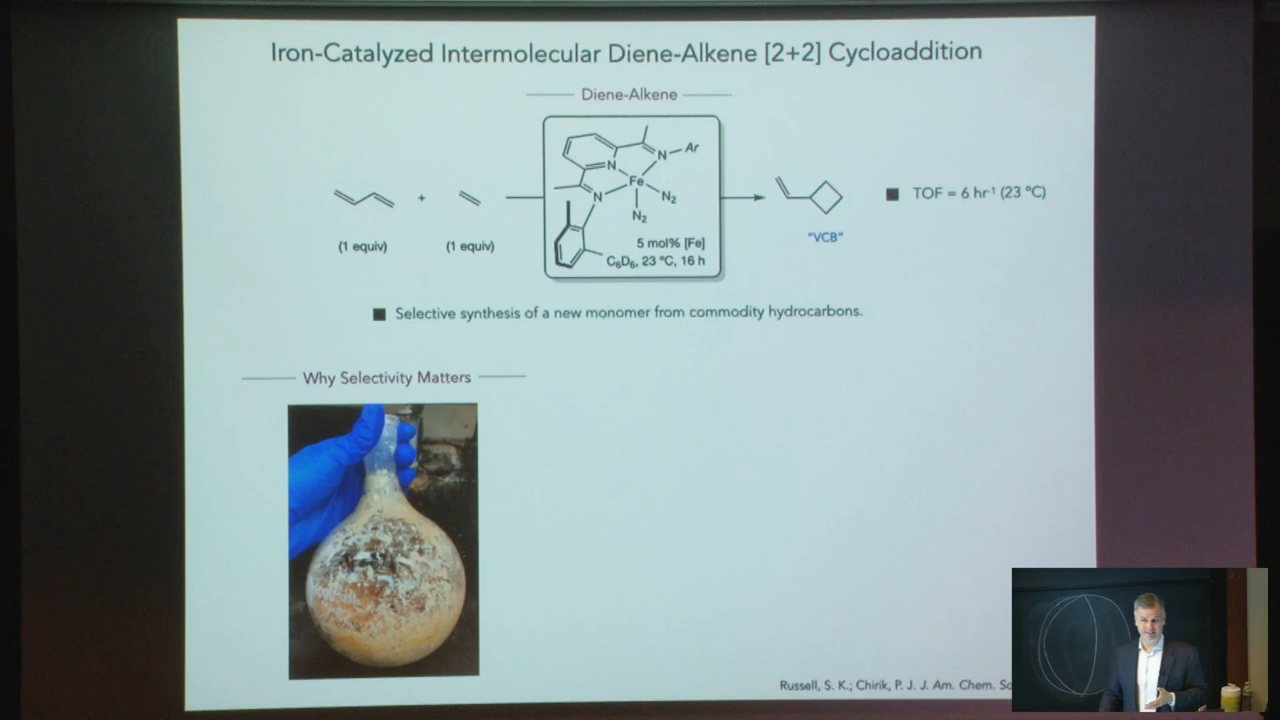 Iron-Catalyzed Intermolecular Diene-Alkene [2+2] Cycloaddition
Diene-Alkene
N
Ar
N
Fe
N
N₂
N₂
+
(1 equiv)
(1 equiv)
5 mol% [Fe]
C₆D₆, 23 ºC, 16 h
"VCB"
■ TOF = 6 hr⁻¹ (23 ºC)
■ Selective synthesis of a new monomer from commodity hydrocarbons.
Why Selectivity Matters
Russell, S. K.; Chirik, P. J. J. Am. Chem.